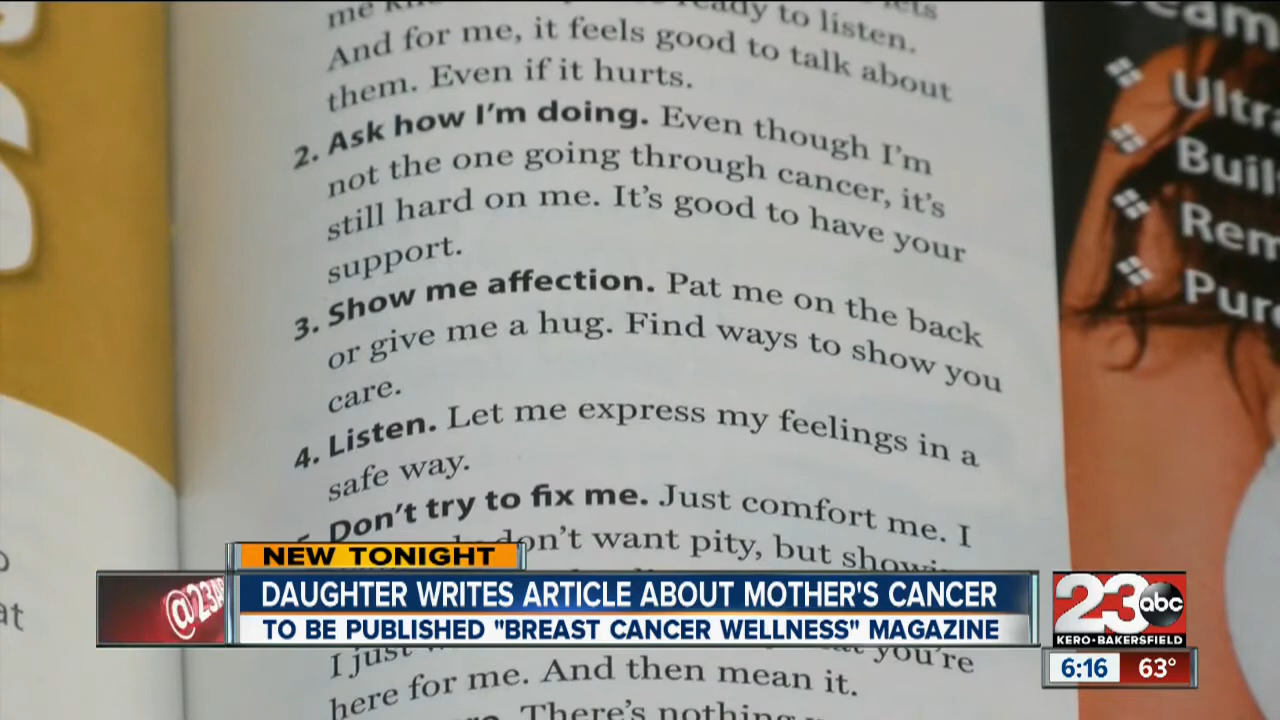 ready to listen.
And for me, it feels good to talk about
them. Even if it hurts.
2. Ask how I'm doing. Even though I'm
not the one going through cancer, it's
still hard on me. It's good to have your
support.
3. Show me affection. Pat me on the back
or give me a hug. Find ways to show you
care.
4. Listen. Let me express my feelings in a
safe way.
Don't try to fix me. Just comfort me. I
don't want pity, but
I just you're
here for me. And then mean it.
There's nothing
at
Pure
NEW TONIGHT
@23A
DAUGHTER WRITES ARTICLE ABOUT MOTHER'S CANCER
TO BE PUBLISHED "BREAST CANCER WELLNESS" MAGAZINE
23 abc
KERO-BAKERSFIELD
6:16 63°